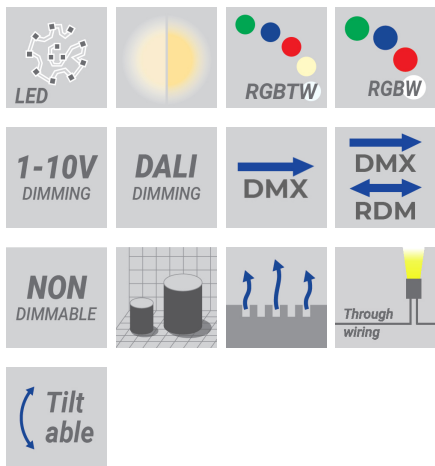 LED
RGBTW
RGBW
1-10V
DIMMING
DALI
DIMMING
DMX
DMX
RDM
NON
DIMMABLE
Through
wiring
Tilt
able